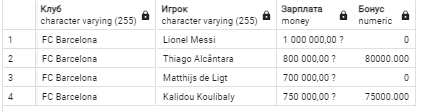 Клуб Игрок Зарплата Бонус
character varying (255) character varying (255) money numeric
1 FC Barcelona Lionel Messi 1 000 000,00 ? 0
2 FC Barcelona Thiago Alcântara 800 000,00 ? 80000.000
3 FC Barcelona Matthijs de Ligt 700 000,00 ? 0
4 FC Barcelona Kalidou Koulibaly 750 000,00 ? 75000.000